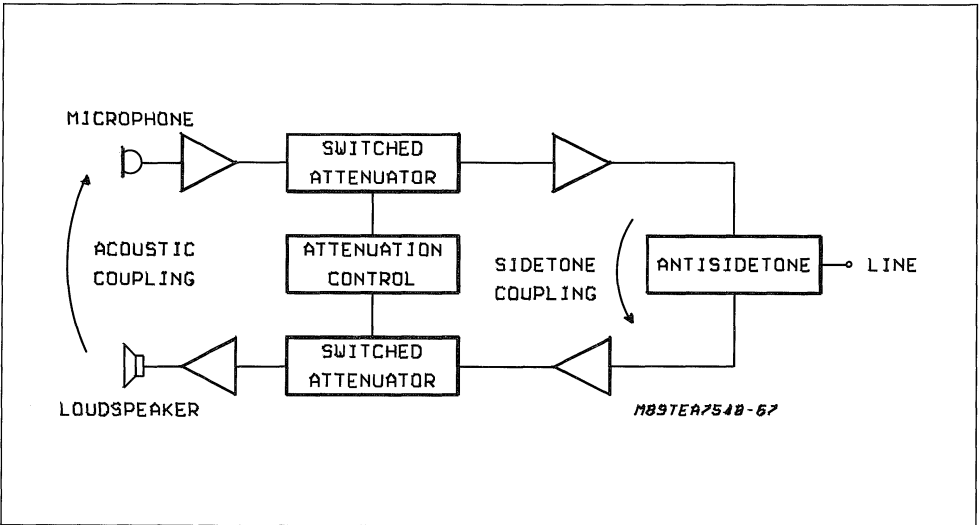 MICROPHONE
SWITCHED
ATTENUATOR
ACOUSTIC
COUPLING
ATTENUATION
CONTROL
SIDETONE
COUPLING
ANTISIDETONE
LINE
SWITCHED
ATTENUATOR
LOUDSPEAKER
M89TEA7540-67